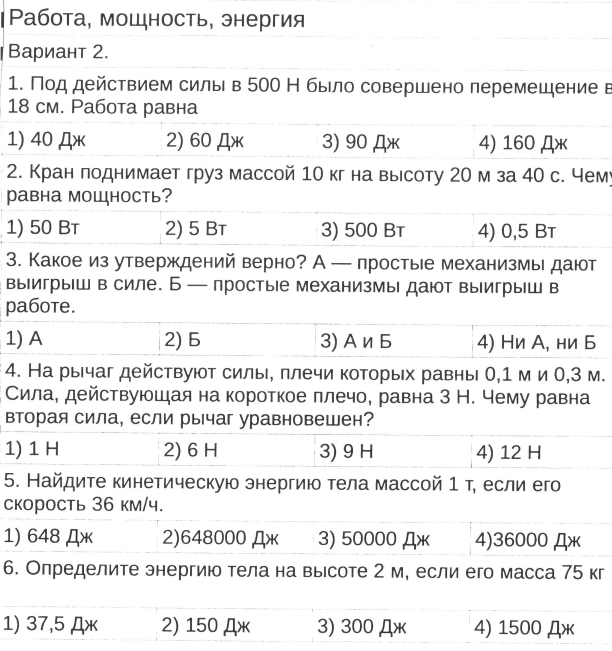 Работа, мощность, энергия
Вариант 2.
1. Под действием силы в 500 Н было совершено перемещение в
18 см. Работа равна
1) 40 Дж 2) 60 Дж 3) 90 Дж 4) 160 Дж
2. Кран поднимает груз массой 10 кг на высоту 20 м за 40 с. Чему
равна мощность?
1) 50 Вт 2) 5 Вт 3) 500 Вт 4) 0,5 Вт
3. Какое из утверждений верно? А — простые механизмы дают
выигрыш в силе. Б — простые механизмы дают выигрыш в
работе.
1) А 2) Б 3) А и Б 4) Ни А, ни Б
4. На рычаг действуют силы, плечи которых равны 0,1 м и 0,3 м.
Сила, действующая на короткое плечо, равна 3 Н. Чему равна
вторая сила, если рычаг уравновешен?
1) 1 Н 2) 6 Н 3) 9 Н 4) 12 Н
5. Найдите кинетическую энергию тела массой 1 т, если его
скорость 36 км/ч.
1) 648 Дж 2)648000 Дж 3) 50000 Дж 4)36000 Дж
6. Определите энергию тела на высоте 2 м, если его масса 75 кг
1) 37,5 Дж 2) 150 Дж 3) 300 Дж 4) 1500 Дж